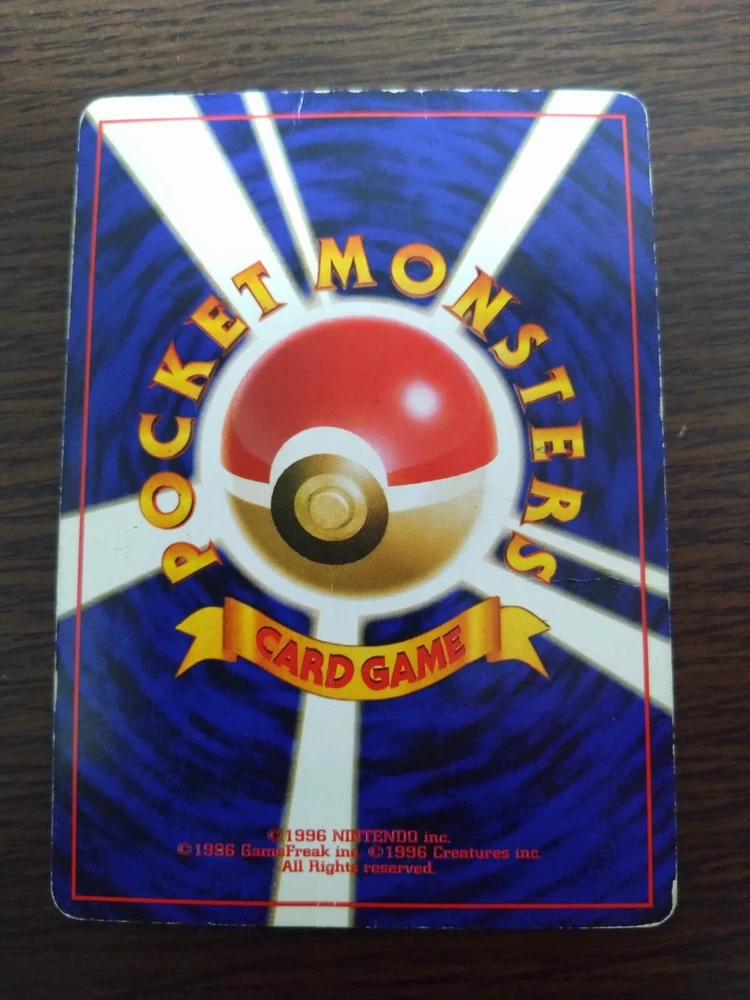 POCKET MONSTERS
CARD GAME
©1996 NINTENDO inc.
©1996 GameFreak inc. ©1996 Creatures inc.
All Rights reserved.